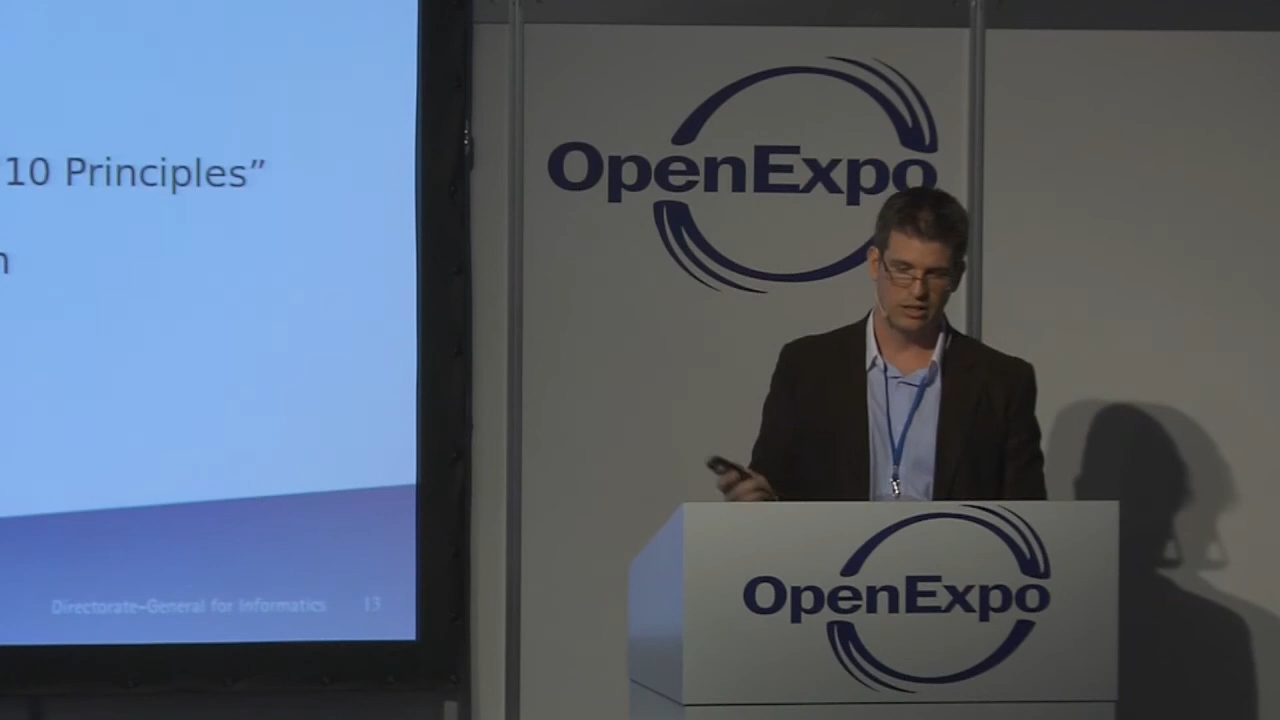 10 Principles”
n
Directorate-General for Informatics 13
OpenExpo
OpenExpo